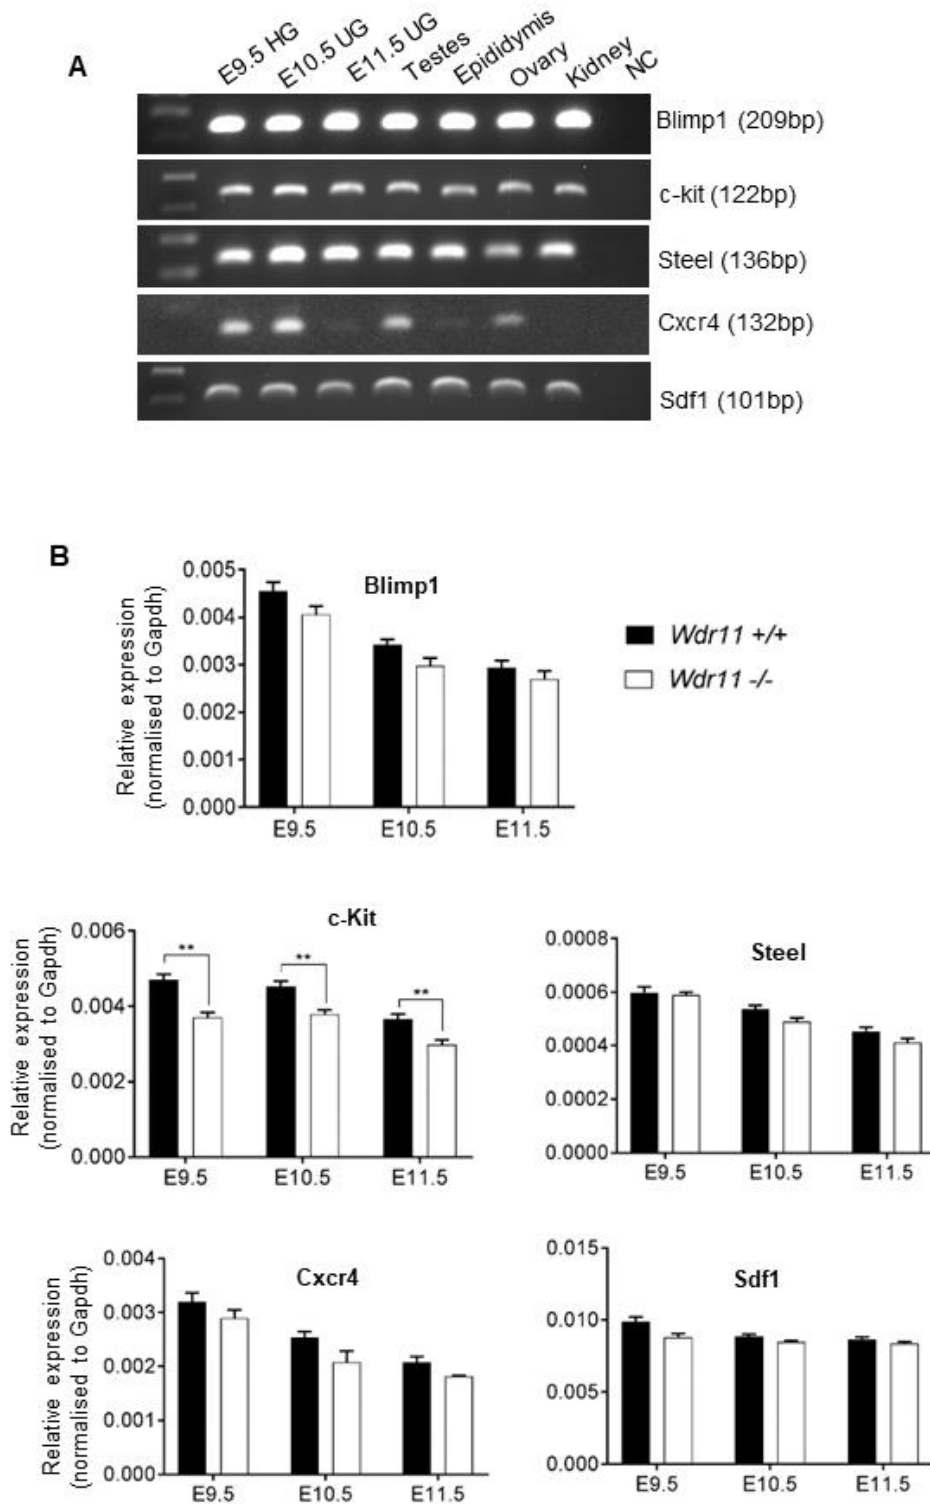 A
E9.5 HG
E10.5 UG
E11.5 UG
Testes
Epididymis
Ovary
Kidney
NC
Blimp1 (209bp)
c-kit (122bp)
Steel (136bp)
Cxcr4 (132bp)
Sdf1 (101bp)
B
Relative expression
(normalised to Gapdh)
Blimp1
0.005
0.004
0.003
0.002
0.001
0.000
E9.5 E10.5 E11.5
Wdr11 +/+
Wdr11 -/-
Relative expression
(normalised to Gapdh)
c-Kit
0.006
0.004
0.002
0.000
** ** **
E9.5 E10.5 E11.5
Steel
0.0008
0.0006
0.0004
0.0002
0.0000
E9.5 E10.5 E11.5
Relative expression
(normalised to Gapdh)
Cxcr4
0.004
0.003
0.002
0.001
0.000
E9.5 E10.5 E11.5
Sdf1
0.015
0.010
0.005
0.000
E9.5 E10.5 E11.5